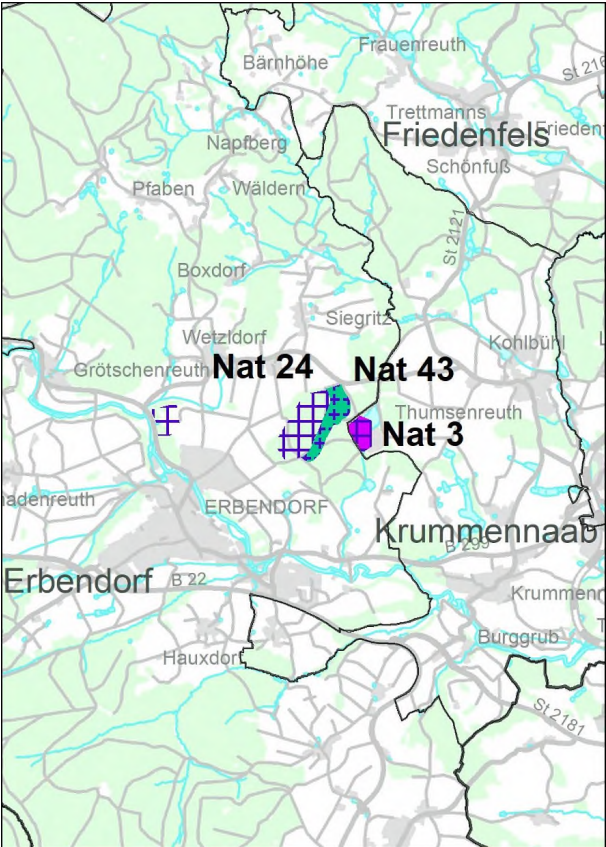 Frauenreuth
Bärnhöhe
St 216
Trettmanns
Friedenfels
Frieden
Napfberg
Schönfuß
Pfaben
Wäldern
St 2121
Boxdorf
Siegritz
Wetzldorf
Kohlbühl
Grötschenreuth
Nat 24
Nat 43
Thumsenreuth
Nat 3
adenreuth
ERBENDORF
Krummennaab
B 299
Erbendorf
B 22
Krummenn
Burggrub
Hauxdorf
St 2181